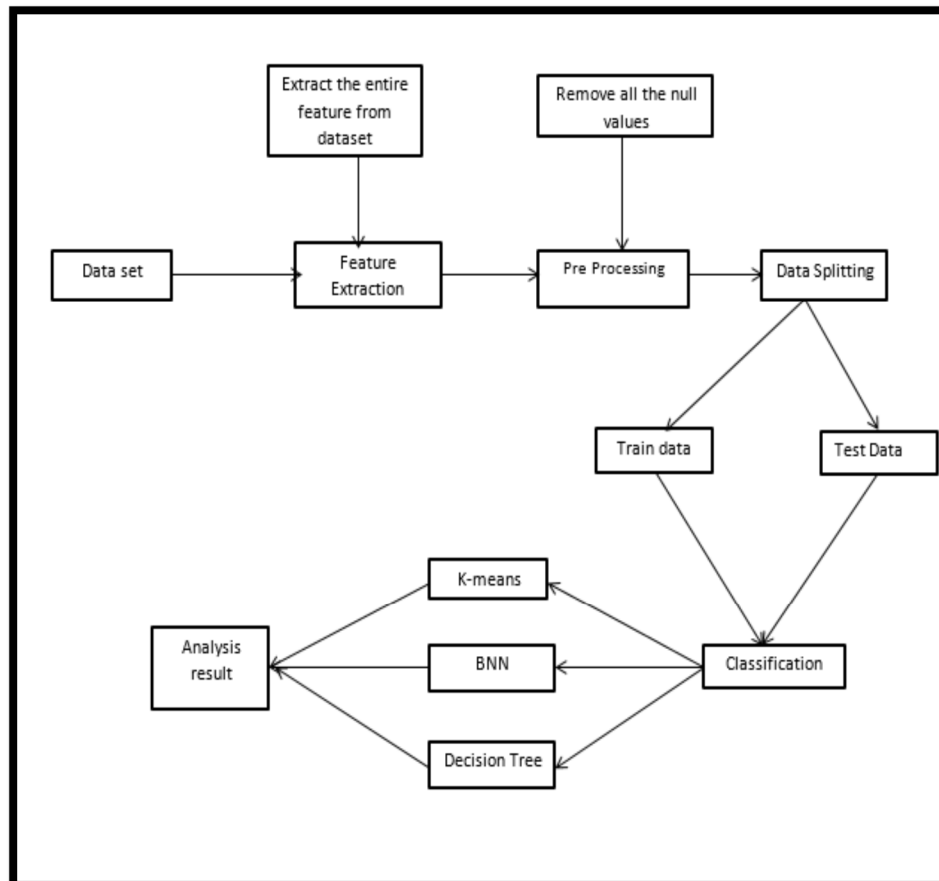 Extract the entire
feature from
dataset
Remove all the null
values
Data set
Feature
Extraction
Pre Processing
Data Splitting
Train data
Test Data
K-means
Analysis
result
BNN
Classification
Decision Tree